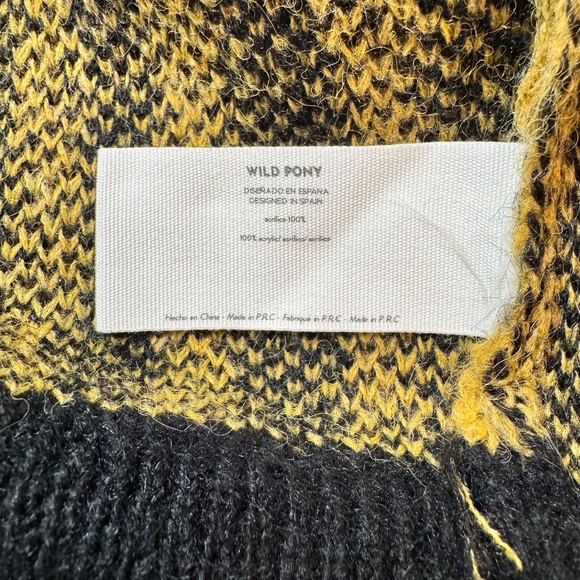 WILD PONY
DISEÑADO EN ESPAÑA
DESIGNED IN SPAIN
acrílico 100%
100% acrylic/ acrílico/ acrilico
Hecho en China - Made in P.R.C - Fabriqué in P.R.C - Made in P.R.C